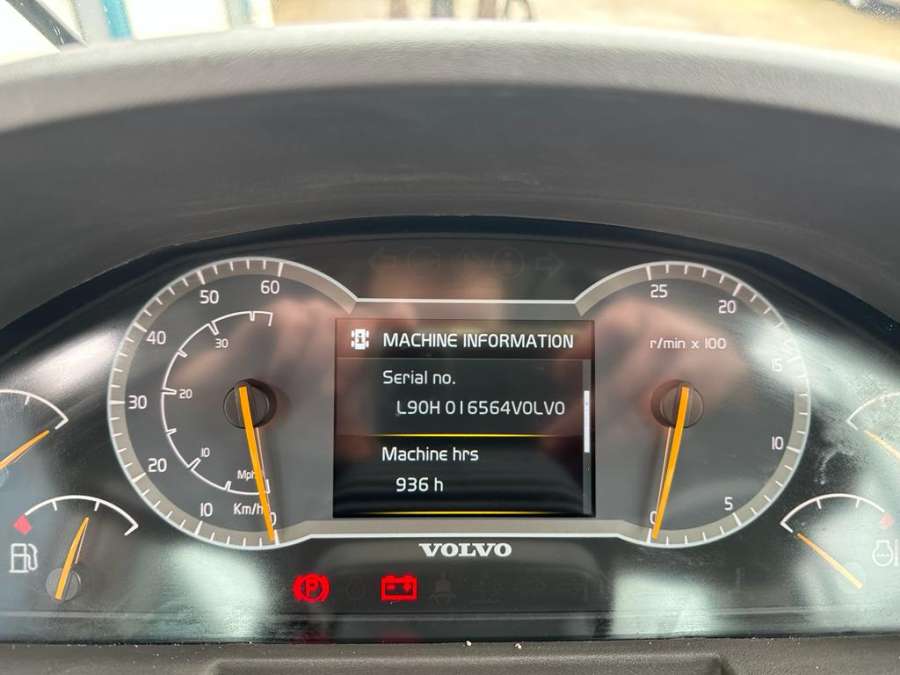 60
50
40
30
20
10
0
30
20
10
Mph
Km/h
MACHINE INFORMATION
Serial no.
L90H 016564VOLVO
Machine hrs
936 h
25
20
15
10
5
0
r/min x 100
VOLVO
P